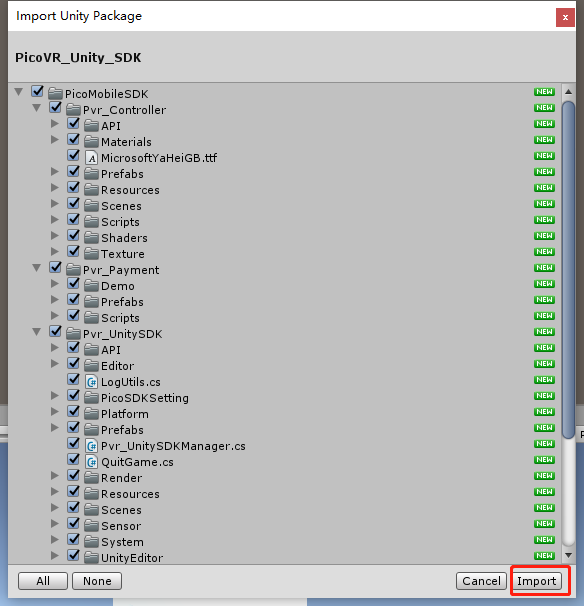 Import Unity Package
x
PicoVR_Unity_SDK
PicoMobileSDK NEW
Pvr_Controller NEW
API NEW
Materials NEW
A MicrosoftYaHeiGB.ttf NEW
Prefabs NEW
Resources NEW
Scenes NEW
Scripts NEW
Shaders NEW
Texture NEW
Pvr_Payment NEW
Demo NEW
Prefabs NEW
Scripts NEW
Pvr_UnitySDK NEW
API NEW
Editor NEW
C# LogUtils.cs NEW
PicoSDKSetting NEW
Platform NEW
Prefabs NEW
C# Pvr_UnitySDKManager.cs NEW
C# QuitGame.cs NEW
Render NEW
Resources NEW
Scenes NEW
Sensor NEW
System NEW
UnityEditor NEW
All None Cancel Import